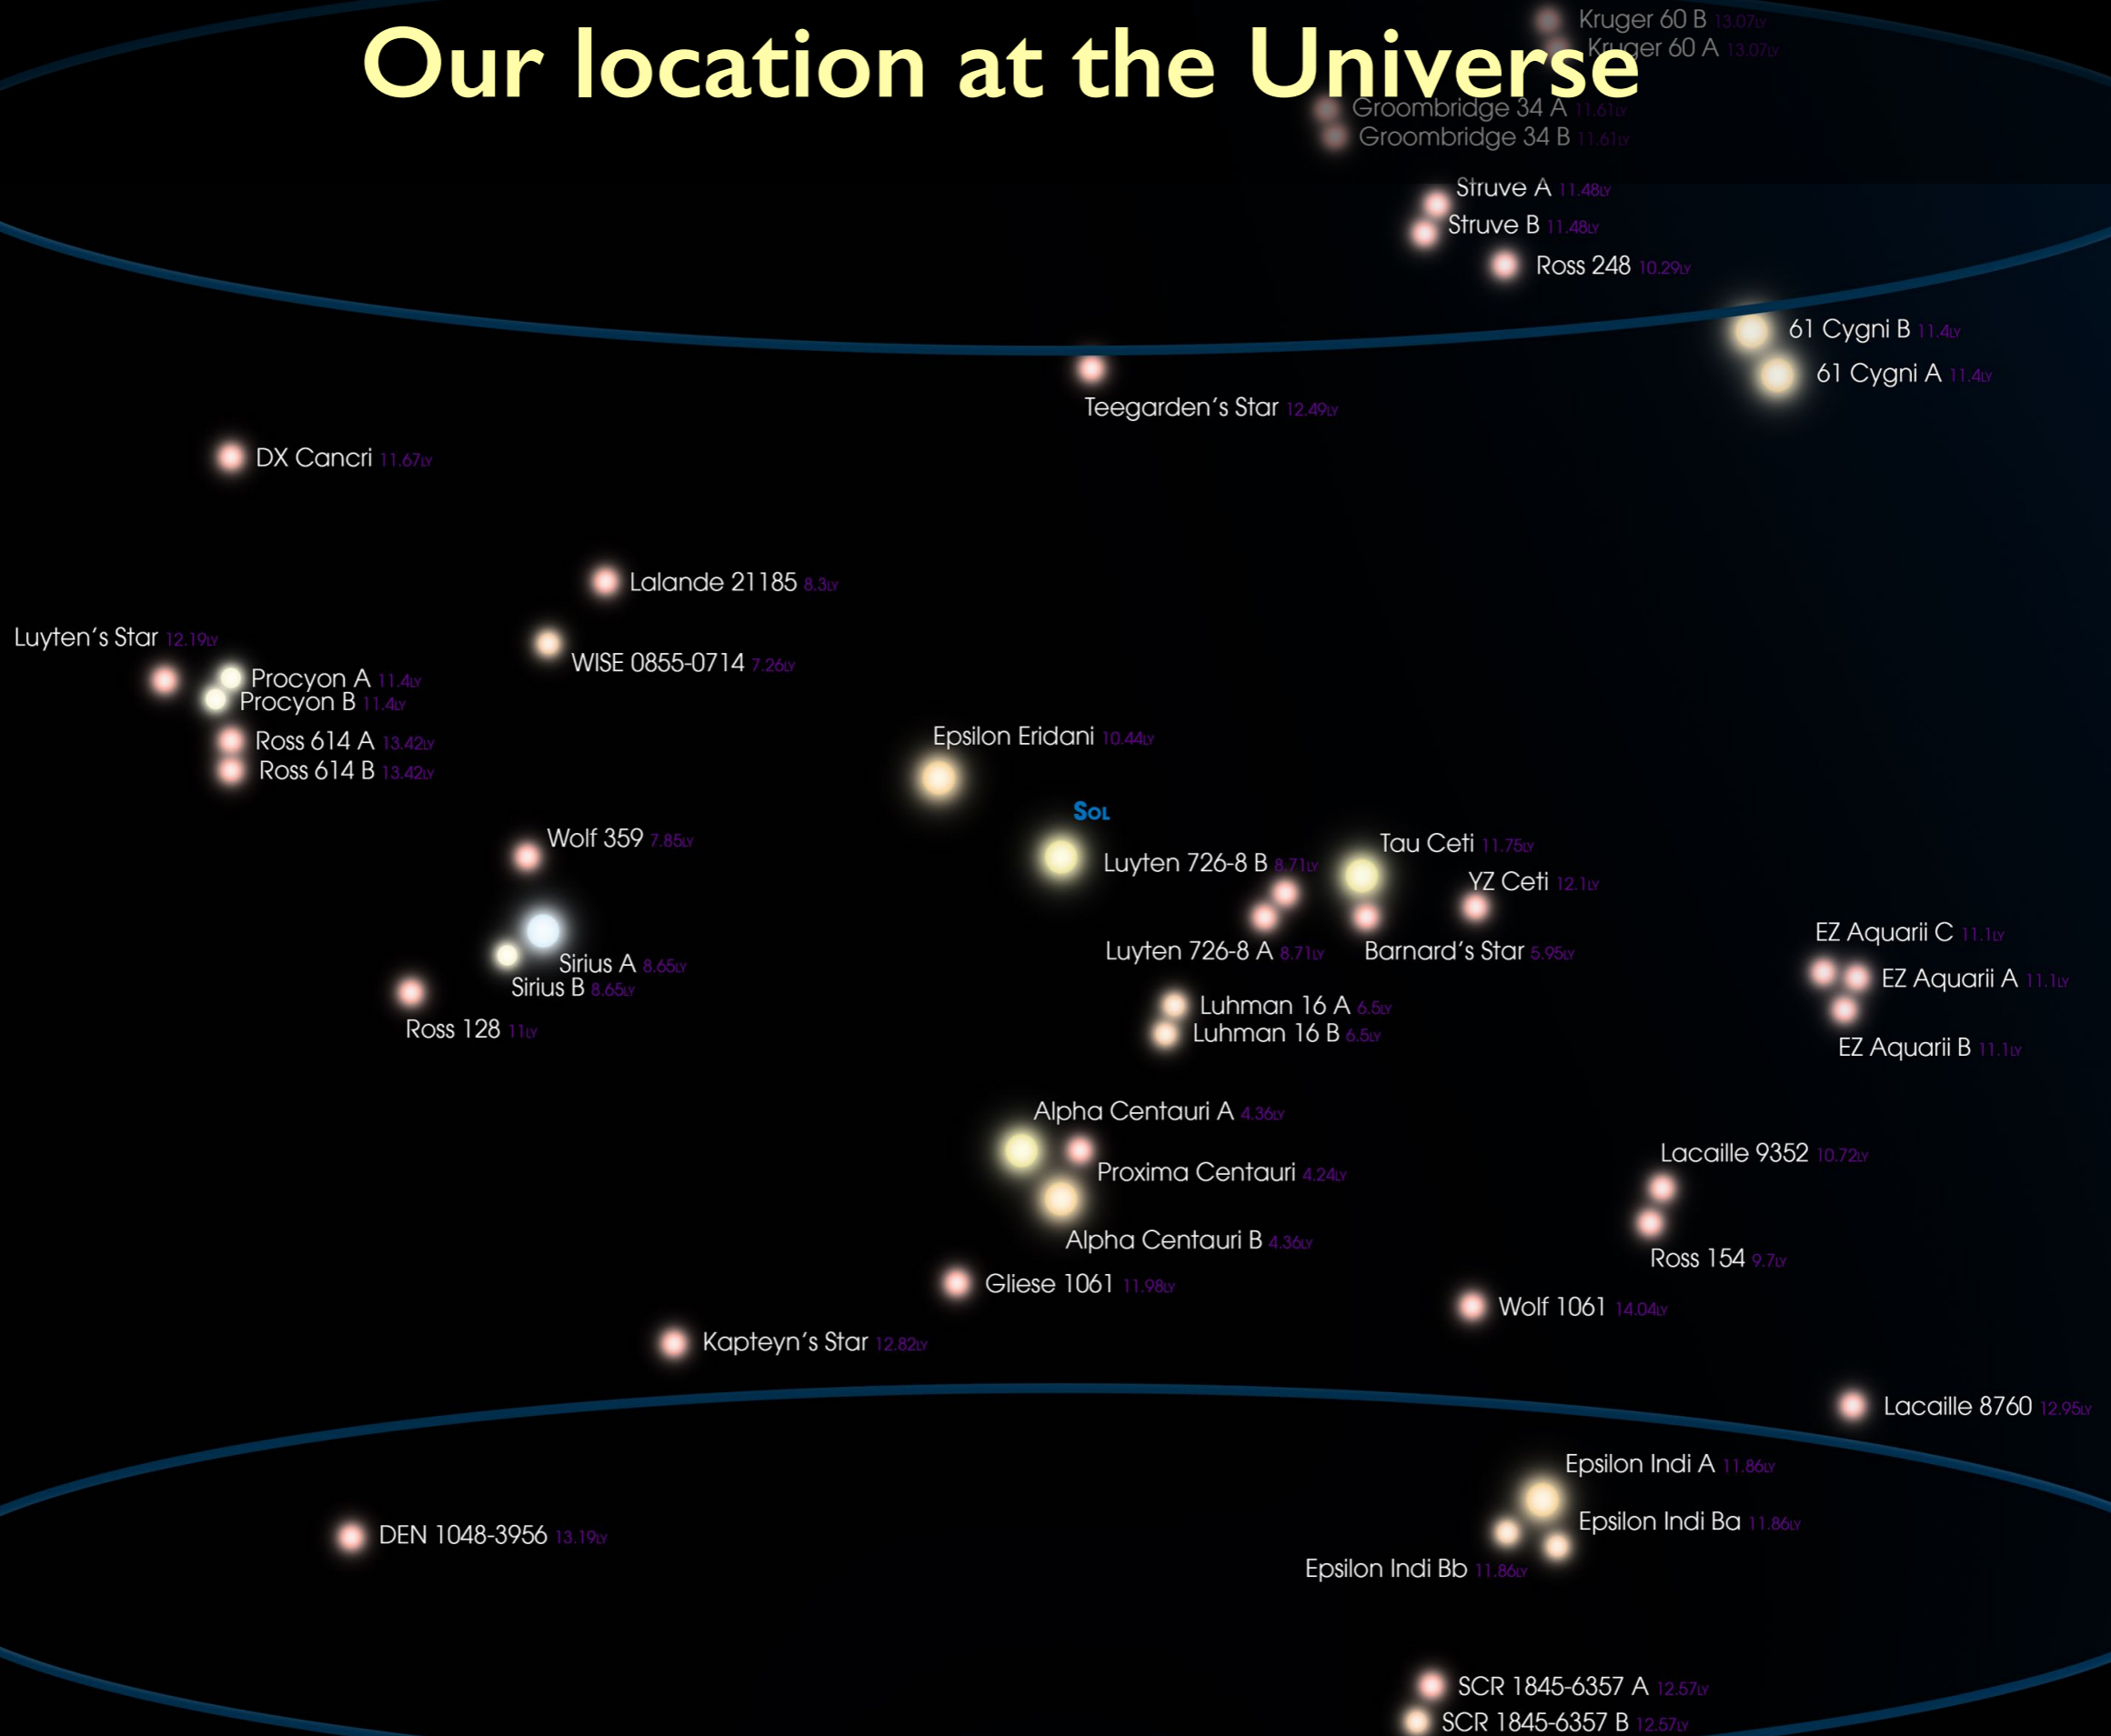 Our location at the Universe
Kruger 60 B 13.07LY
Kruger 60 A 13.07LY
Groombridge 34 A 11.61LY
Groombridge 34 B 11.61LY
Struve A 11.48LY
Struve B 11.48LY
Ross 248 10.29LY
61 Cygni B 11.4LY
61 Cygni A 11.4LY
Teegarden's Star 12.49LY
DX Cancri 11.67LY
Lalande 21185 8.3LY
Luyten's Star 12.19LY
WISE 0855-0714 7.26LY
Procyon A 11.4LY
Procyon B 11.4LY
Ross 614 A 13.42LY
Ross 614 B 13.42LY
Epsilon Eridani 10.44LY
SOL
Wolf 359 7.85LY
Tau Ceti 11.75LY
Luyten 726-8 B 8.71LY
YZ Ceti 12.1LY
EZ Aquarii C 11.1LY
Luyten 726-8 A 8.71LY
Barnard's Star 5.95LY
Sirius A 8.65LY
EZ Aquarii A 11.1LY
Sirius B 8.65LY
Luhman 16 A 6.5LY
Ross 128 11LY
Luhman 16 B 6.5LY
EZ Aquarii B 11.1LY
Alpha Centauri A 4.36LY
Lacaille 9352 10.72LY
Proxima Centauri 4.24LY
Alpha Centauri B 4.36LY
Ross 154 9.7LY
Gliese 1061 11.98LY
Wolf 1061 14.04LY
Kapteyn's Star 12.82LY
Lacaille 8760 12.95LY
Epsilon Indi A 11.86LY
Epsilon Indi Ba 11.86LY
DEN 1048-3956 13.19LY
Epsilon Indi Bb 11.86LY
SCR 1845-6357 A 12.57LY
SCR 1845-6357 B 12.57LY